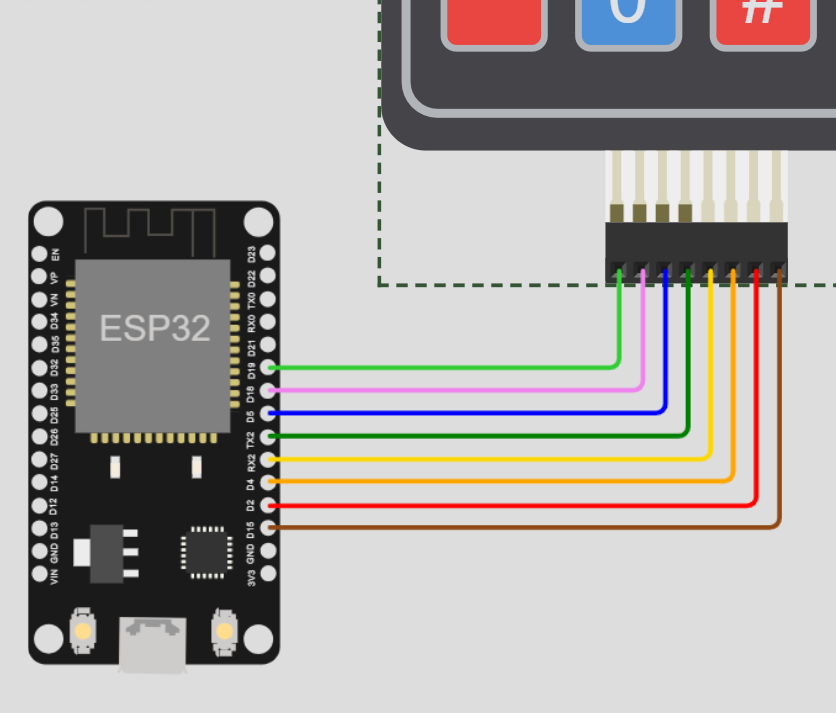 0 #
ESP32
EN
VP
VN
D34
D35
D32
D33
D25
D26
D27
D14
D12
D13
GND
VIN
D23
D22
TX0
RX0
D21
D19
D18
D5
TX2
RX2
D4
D2
D15
GND
3V3